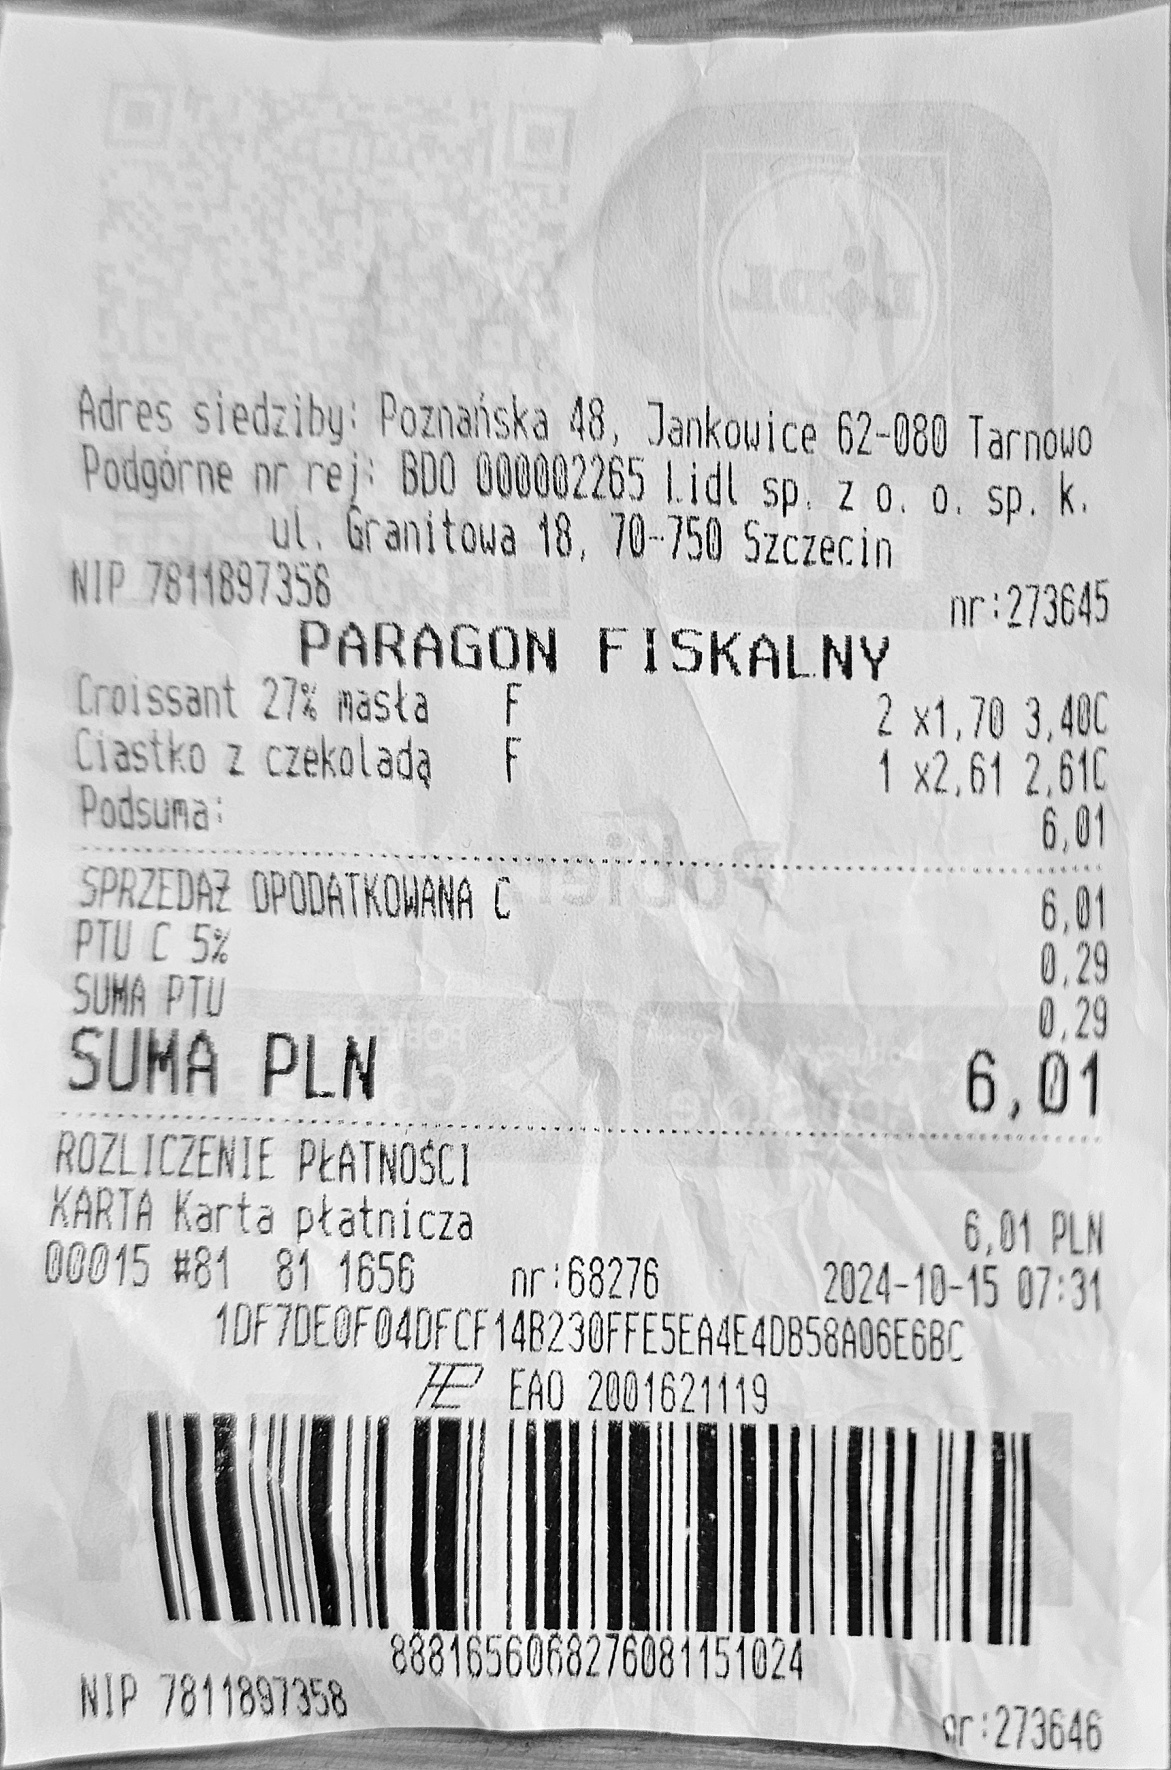 Adres siedziby: Poznańska 48, Jankowice 62-080 Tarnowo
Podgórne nr rej: BDO 000002265 Lidl sp. z o. o. sp. k.
ul. Granitowa 18, 70-750 Szczecin
NIP 7811897358 nr:273645
PARAGON FISKALNY
Croissant 27% masła F 2 x1,70 3,40C
Ciastko z czekoladą F 1 x2,61 2,61C
Podsuma: 6,01
SPRZEDAŻ OPODATKOWANA C 6,01
PTU C 5% 0,29
SUMA PTU 0,29
SUMA PLN 6,01
ROZLICZENIE PŁATNOŚCI
KARTA Karta płatnicza 6,01 PLN
00015 #81 81 1656 nr:68276 2024-10-15 07:31
1DF7DE0F04DFCF14B230FFE5EA4E4DB58A06E6BC
EAO 2001621119
8881656068276081151024
NIP 7811897358 nr:273646